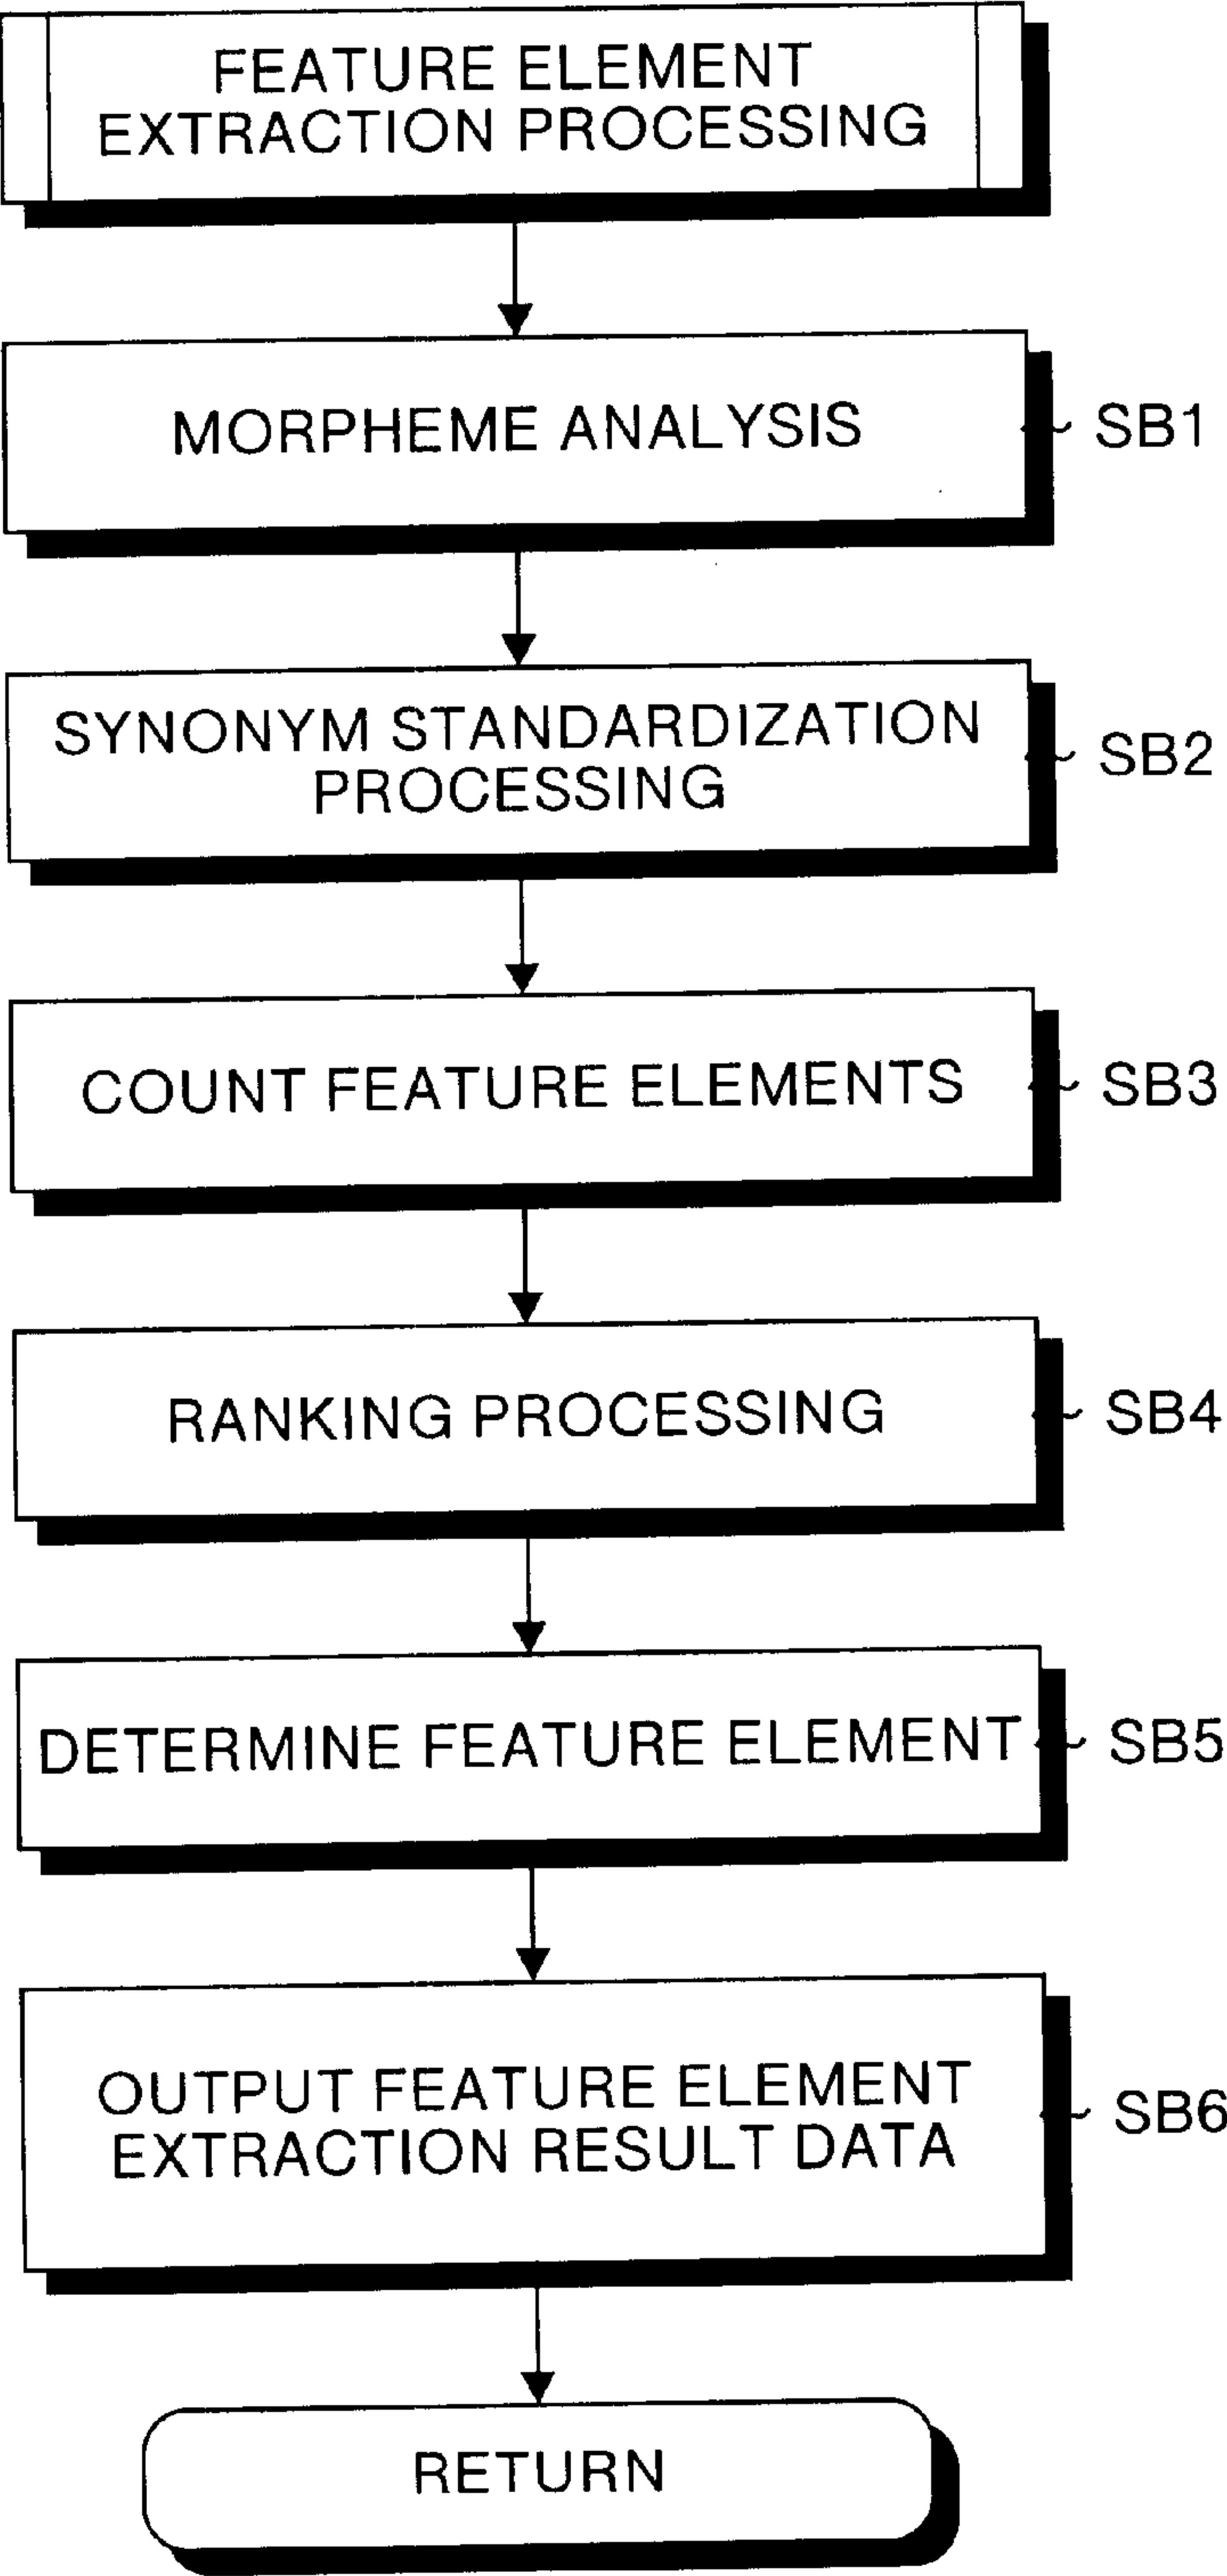 FEATURE ELEMENT
EXTRACTION PROCESSING
MORPHEME ANALYSIS
SB1
SYNONYM STANDARDIZATION
PROCESSING
SB2
COUNT FEATURE ELEMENTS
SB3
RANKING PROCESSING
SB4
DETERMINE FEATURE ELEMENT
SB5
OUTPUT FEATURE ELEMENT
EXTRACTION RESULT DATA
SB6
RETURN